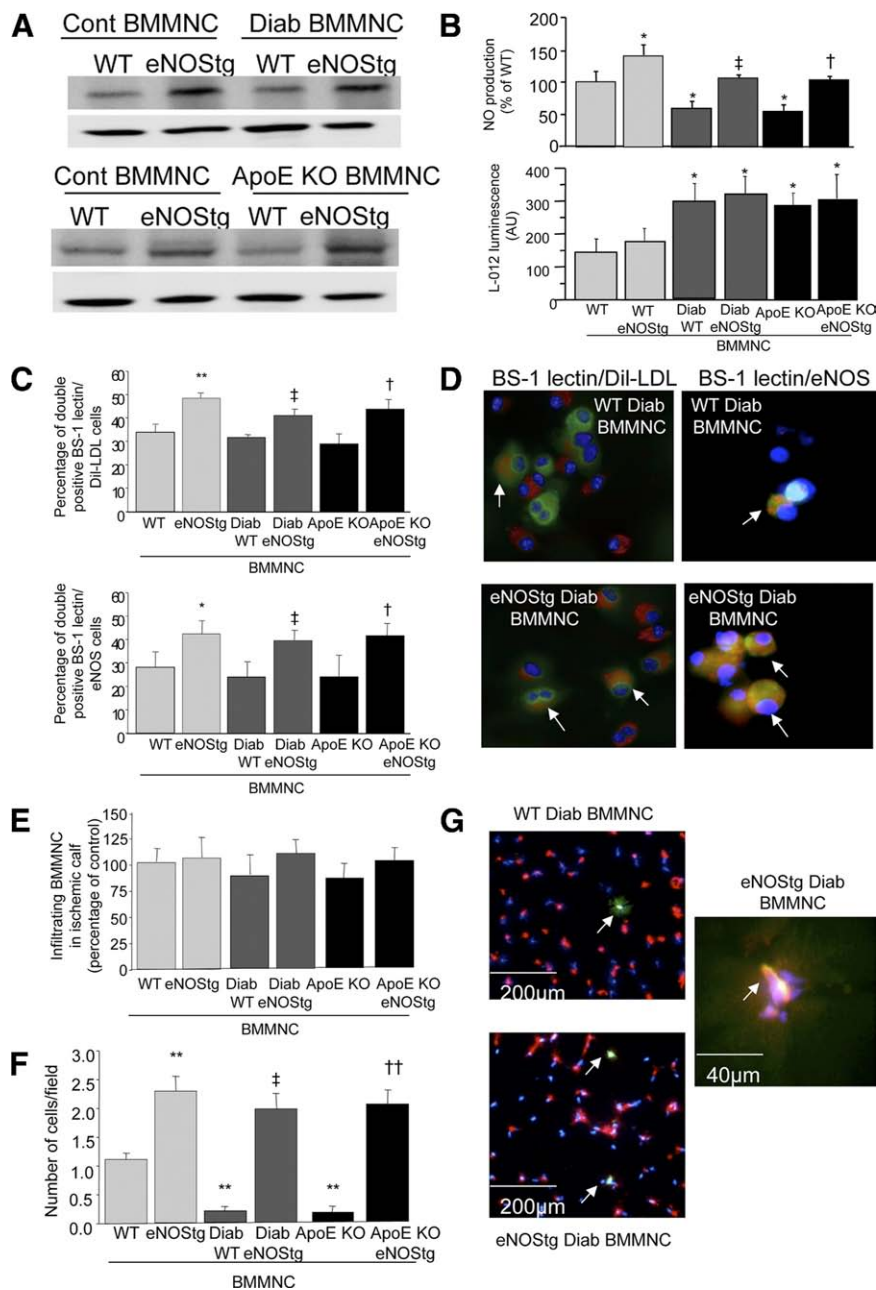 A
Cont BMMNC Diab BMMNC
WT eNOStg WT eNOStg
Cont BMMNC ApoE KO BMMNC
WT eNOStg WT eNOStg
B
NO production
(% of WT)
150
100
50
0
* * ‡ * †
L-012 luminescence
(AU)
400
300
200
100
0
* * * *
WT
WT eNOStg
Diab WT
Diab eNOStg
ApoE KO
ApoE KO eNOStg
BMMNC
C
Percentage of double
positive BS-1 lectin/
Dil-LDL cells
60
50
40
30
20
10
0
** ‡ †
WT eNOStg Diab Diab ApoE KO ApoE KO
WT eNOStg eNOStg
BMMNC
Percentage of double
positive BS-1 lectin/
eNOS cells
60
50
40
30
20
10
0
* ‡ †
WT eNOStg Diab Diab ApoE KO ApoE KO
WT eNOStg eNOStg
BMMNC
D
BS-1 lectin/Dil-LDL BS-1 lectin/eNOS
WT Diab
BMMNC
WT Diab
BMMNC
eNOStg Diab
BMMNC
eNOStg Diab
BMMNC
E
Infiltrating BMMNC
in ischemic calf
(percentage of control)
150
125
100
75
50
25
0
WT eNOStg Diab Diab ApoE KO ApoE KO
WT eNOStg eNOStg
BMMNC
F
Number of cells/field
3.0
2.5
2.0
1.5
1.0
0.5
0.0
** ** ‡ ** ††
WT eNOStg Diab Diab ApoE KO ApoE KO
WT eNOStg eNOStg
BMMNC
G
WT Diab BMMNC
200µm
200µm
eNOStg Diab BMMNC
eNOStg Diab
BMMNC
40µm